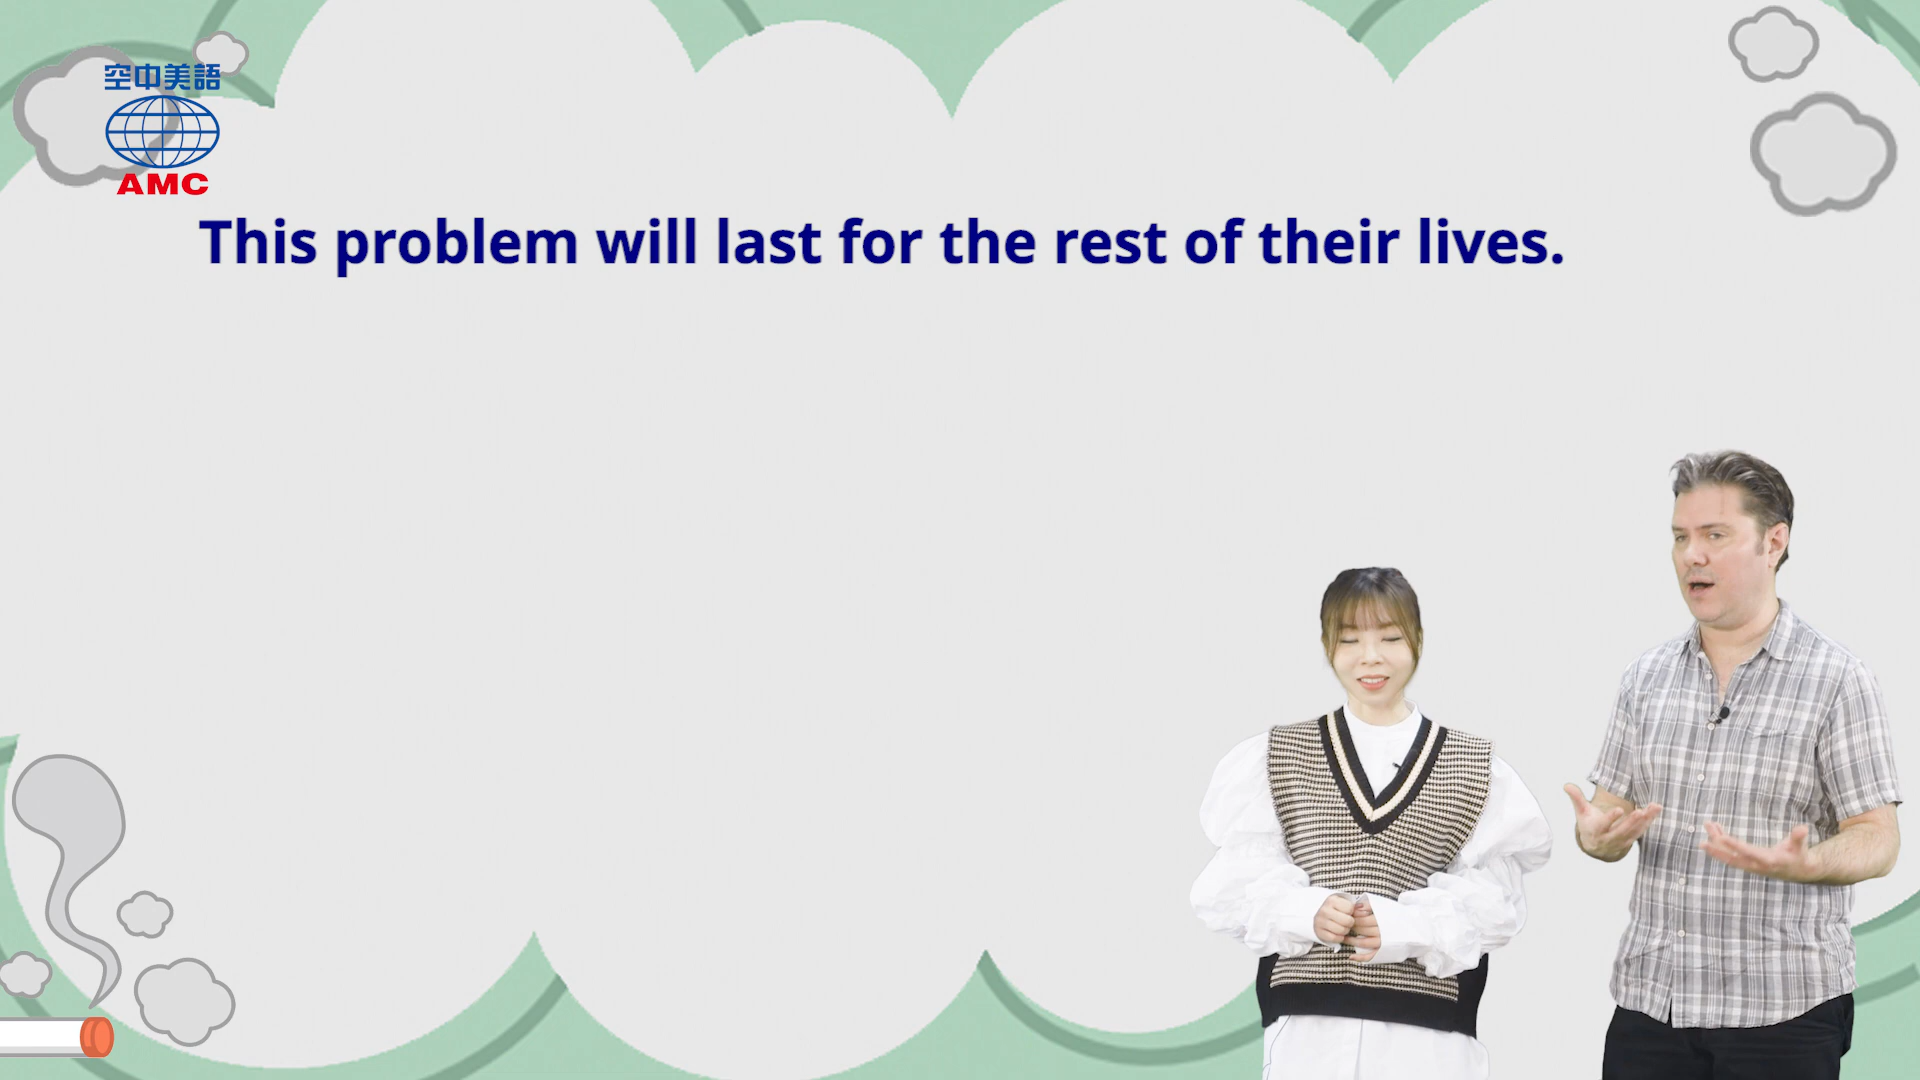 空中美語
AMC
This problem will last for the rest of their lives.